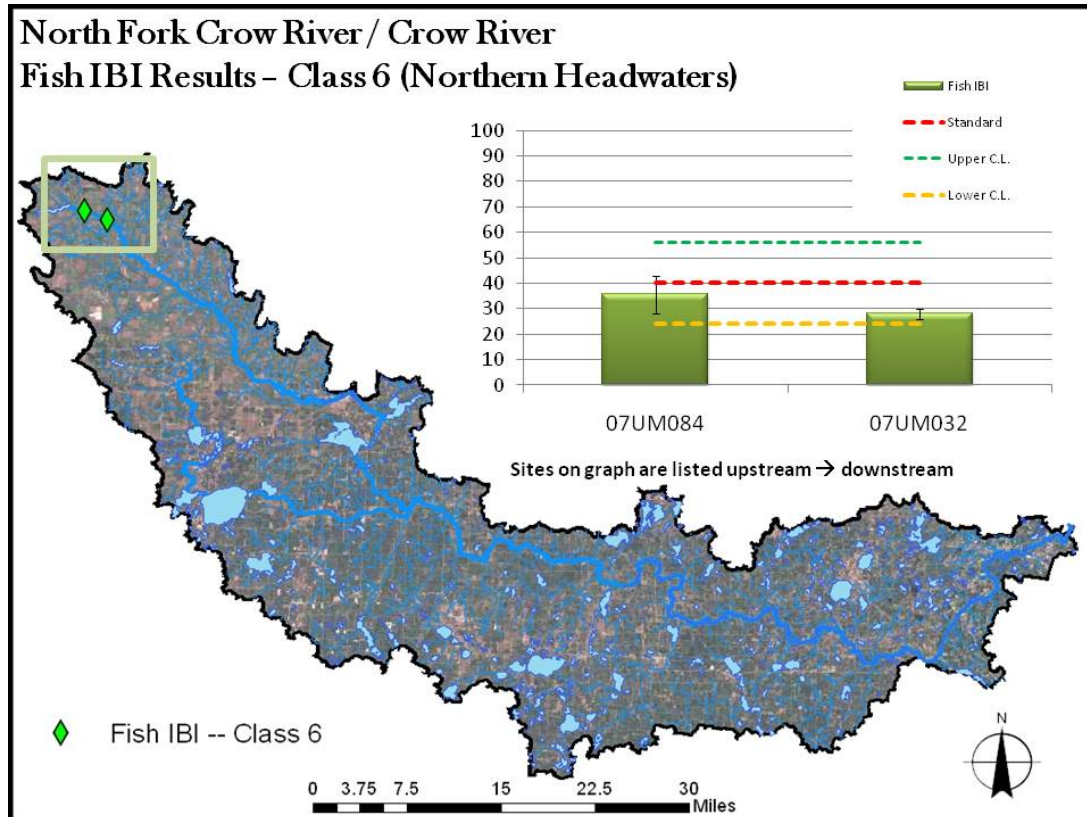 North Fork Crow River / Crow River
Fish IBI Results – Class 6 (Northern Headwaters)
Fish IBI
Standard
Upper C.L.
Lower C.L.
100
90
80
70
60
50
40
30
20
10
0
07UM084 07UM032
Sites on graph are listed upstream → downstream
Fish IBI -- Class 6
N
0 3.75 7.5 15 22.5 30
Miles